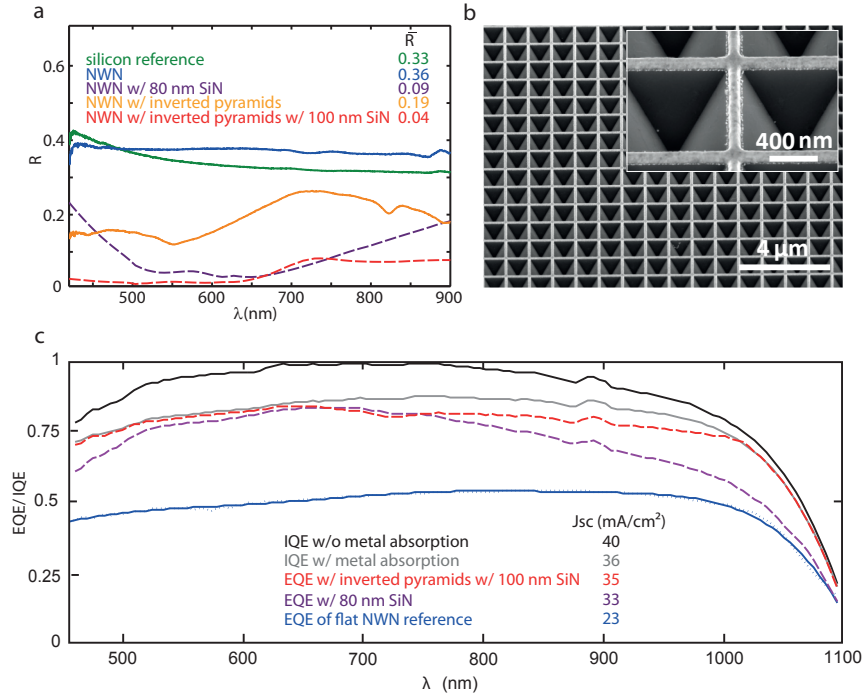 a
R̅
silicon reference 0.33
NWN 0.36
NWN w/ 80 nm SiN 0.09
NWN w/ inverted pyramids 0.19
NWN w/ inverted pyramids w/ 100 nm SiN 0.04
0.6
0.4
0.2
0
R
500 600 700 800 900
λ(nm)
b
400 nm
4 μm
c
1
0.75
0.5
0.25
0
EQE/ IQE
Jsc (mA/cm²)
IQE w/o metal absorption 40
IQE w/ metal absorption 36
EQE w/ inverted pyramids w/ 100 nm SiN 35
EQE w/ 80 nm SiN 33
EQE of flat NWN reference 23
500 600 700 800 900 1000 1100
λ (nm)